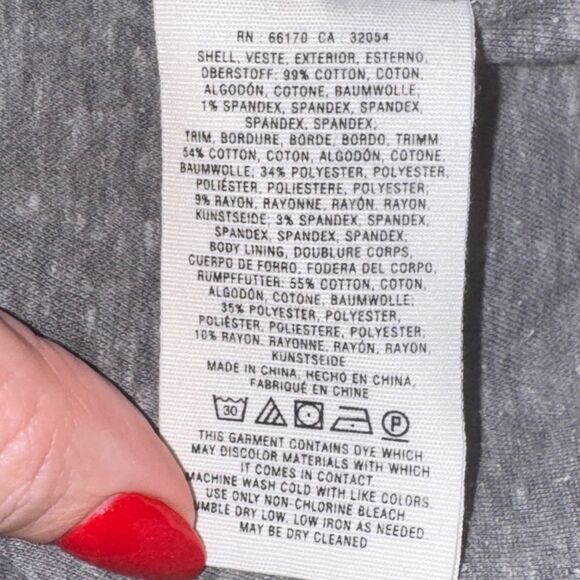 RN : 66170 CA : 32054
SHELL, VESTE, EXTERIOR, ESTERNO,
OBERSTOFF: 99% COTTON, COTON,
ALGODÓN, COTONE, BAUMWOLLE;
1% SPANDEX, SPANDEX, SPANDEX,
SPANDEX, SPANDEX;
TRIM, BORDURE, BORDE, BORDO, TRIMM:
54% COTTON, COTON, ALGODÓN, COTONE,
BAUMWOLLE; 34% POLYESTER, POLYESTER,
POLIÉSTER, POLIESTERE, POLYESTER;
9% RAYON, RAYONNE, RAYÓN, RAYON,
KUNSTSEIDE; 3% SPANDEX, SPANDEX,
SPANDEX, SPANDEX, SPANDEX;
BODY LINING, DOUBLURE CORPS,
CUERPO DE FORRO, FODERA DEL CORPO,
RUMPFFUTTER: 55% COTTON, COTON,
ALGODÓN, COTONE, BAUMWOLLE;
35% POLYESTER, POLYESTER,
POLIÉSTER, POLIESTERE, POLYESTER;
10% RAYON, RAYONNE, RAYÓN, RAYON,
KUNSTSEIDE
MADE IN CHINA, HECHO EN CHINA,
FABRIQUÉ EN CHINE
30 P
THIS GARMENT CONTAINS DYE WHICH
MAY DISCOLOR MATERIALS WITH WHICH
IT COMES IN CONTACT.
MACHINE WASH COLD WITH LIKE COLORS.
USE ONLY NON-CHLORINE BLEACH.
UMBLE DRY LOW. LOW IRON AS NEEDED
MAY BE DRY CLEANED